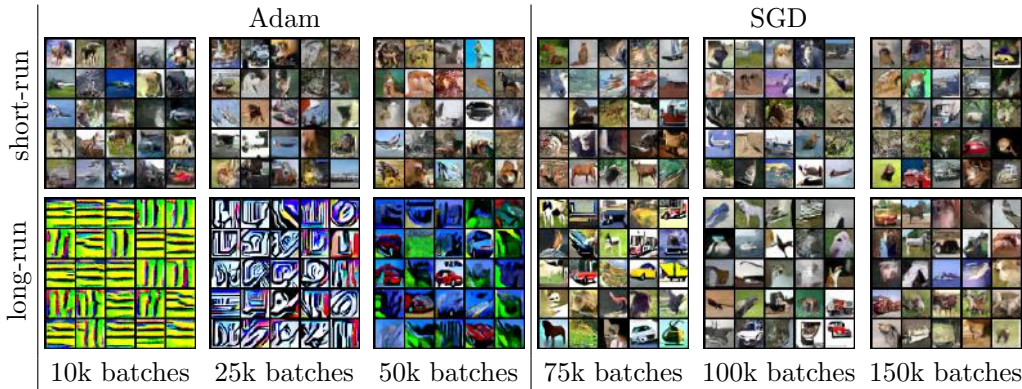 Adam SGD
short-run
long-run
10k batches 25k batches 50k batches 75k batches 100k batches 150k batches